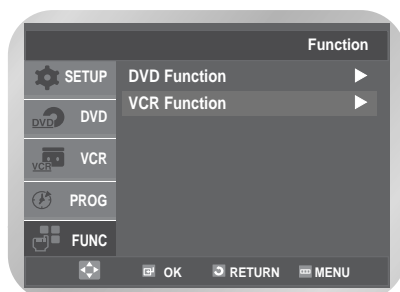 Function
SETUP
DVD Function ►
VCR Function ►
DVD DVD
VCR VCR
PROG
FUNC
OK RETURN MENU